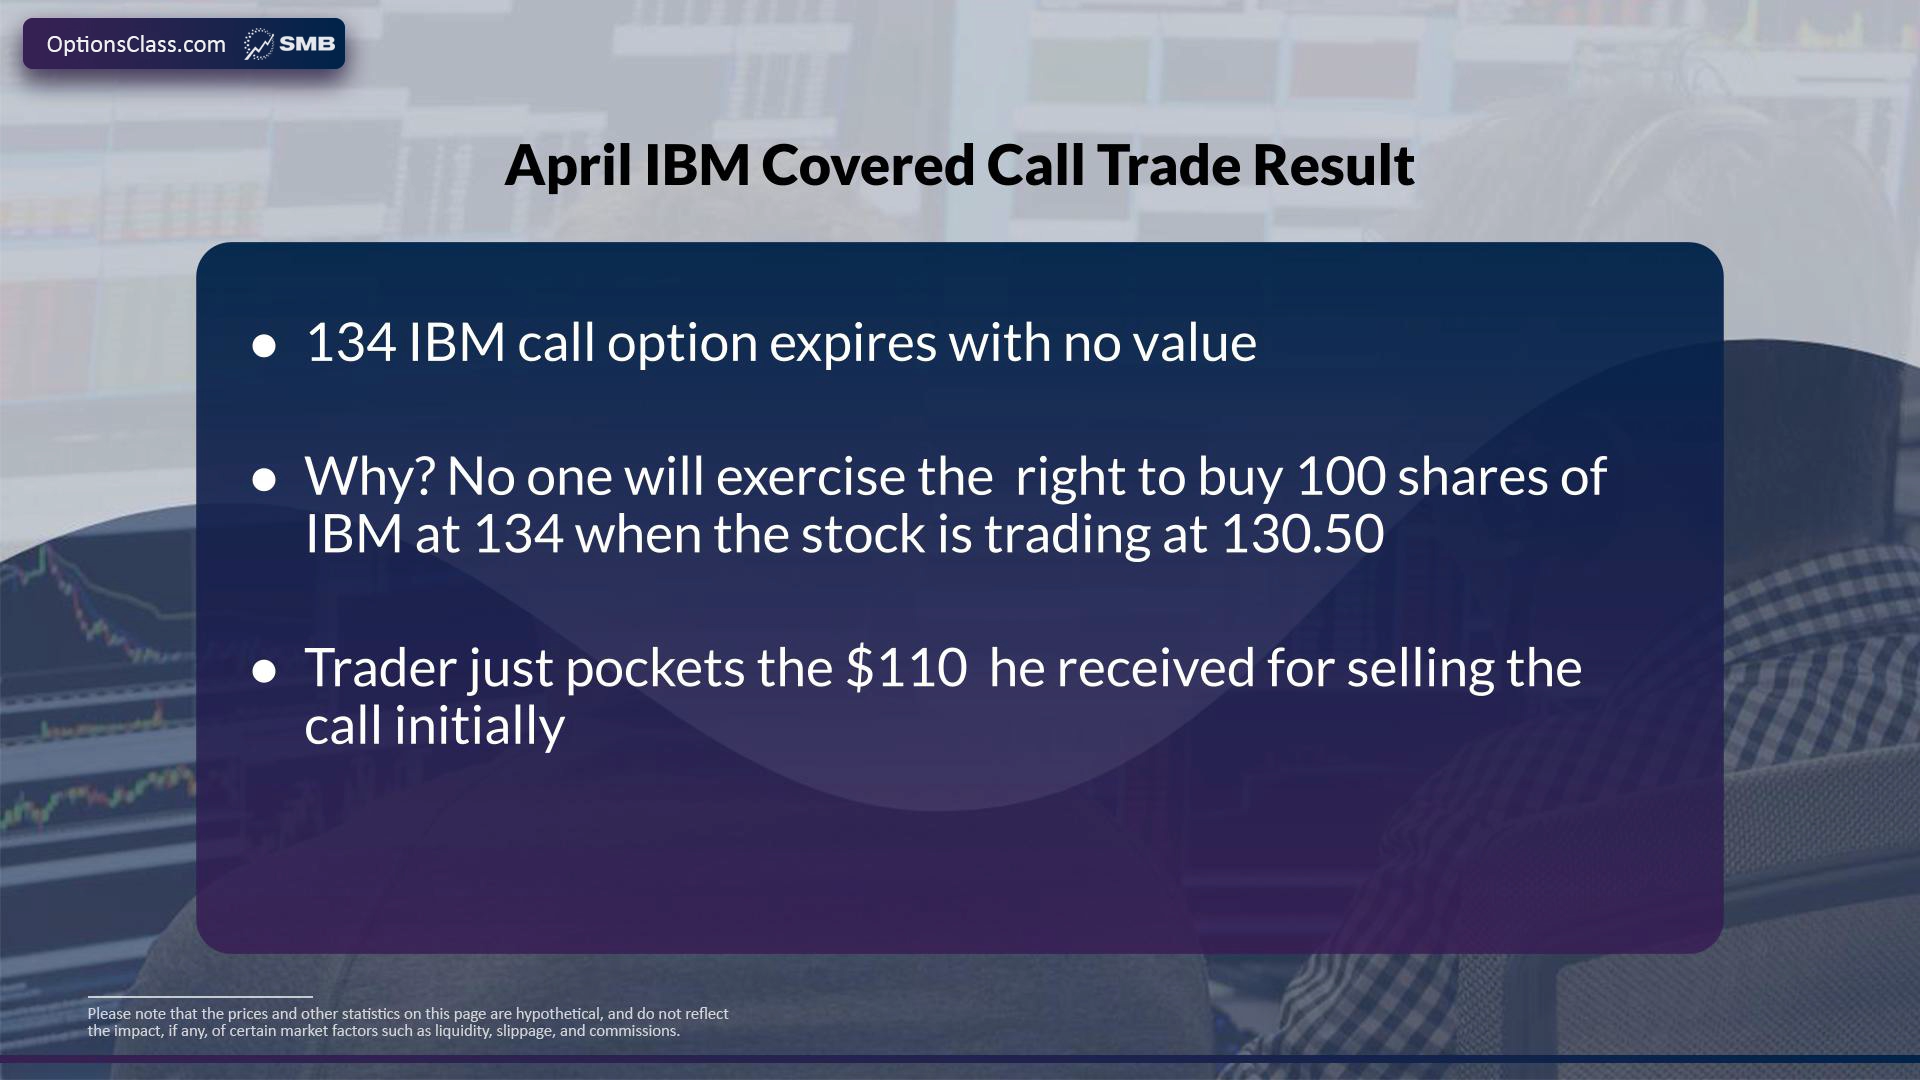 OptionsClass.com SMB
April IBM Covered Call Trade Result
● 134 IBM call option expires with no value
● Why? No one will exercise the  right to buy 100 shares of
IBM at 134 when the stock is trading at 130.50
● Trader just pockets the $110  he received for selling the
call initially
Please note that the prices and other statistics on this page are hypothetical, and do not reflect
the impact, if any, of certain market factors such as liquidity, slippage, and commissions.